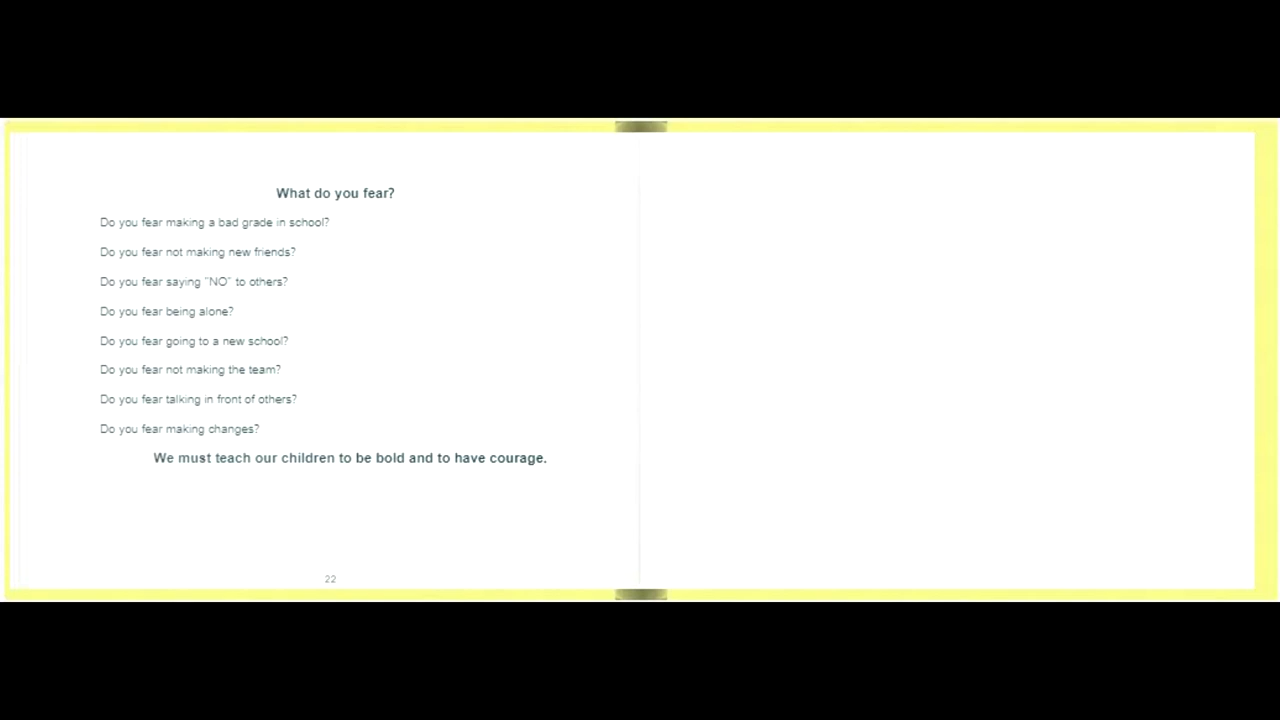 What do you fear?
Do you fear making a bad grade in school?
Do you fear not making new friends?
Do you fear saying "NO" to others?
Do you fear being alone?
Do you fear going to a new school?
Do you fear not making the team?
Do you fear talking in front of others?
Do you fear making changes?
We must teach our children to be bold and to have courage.
22